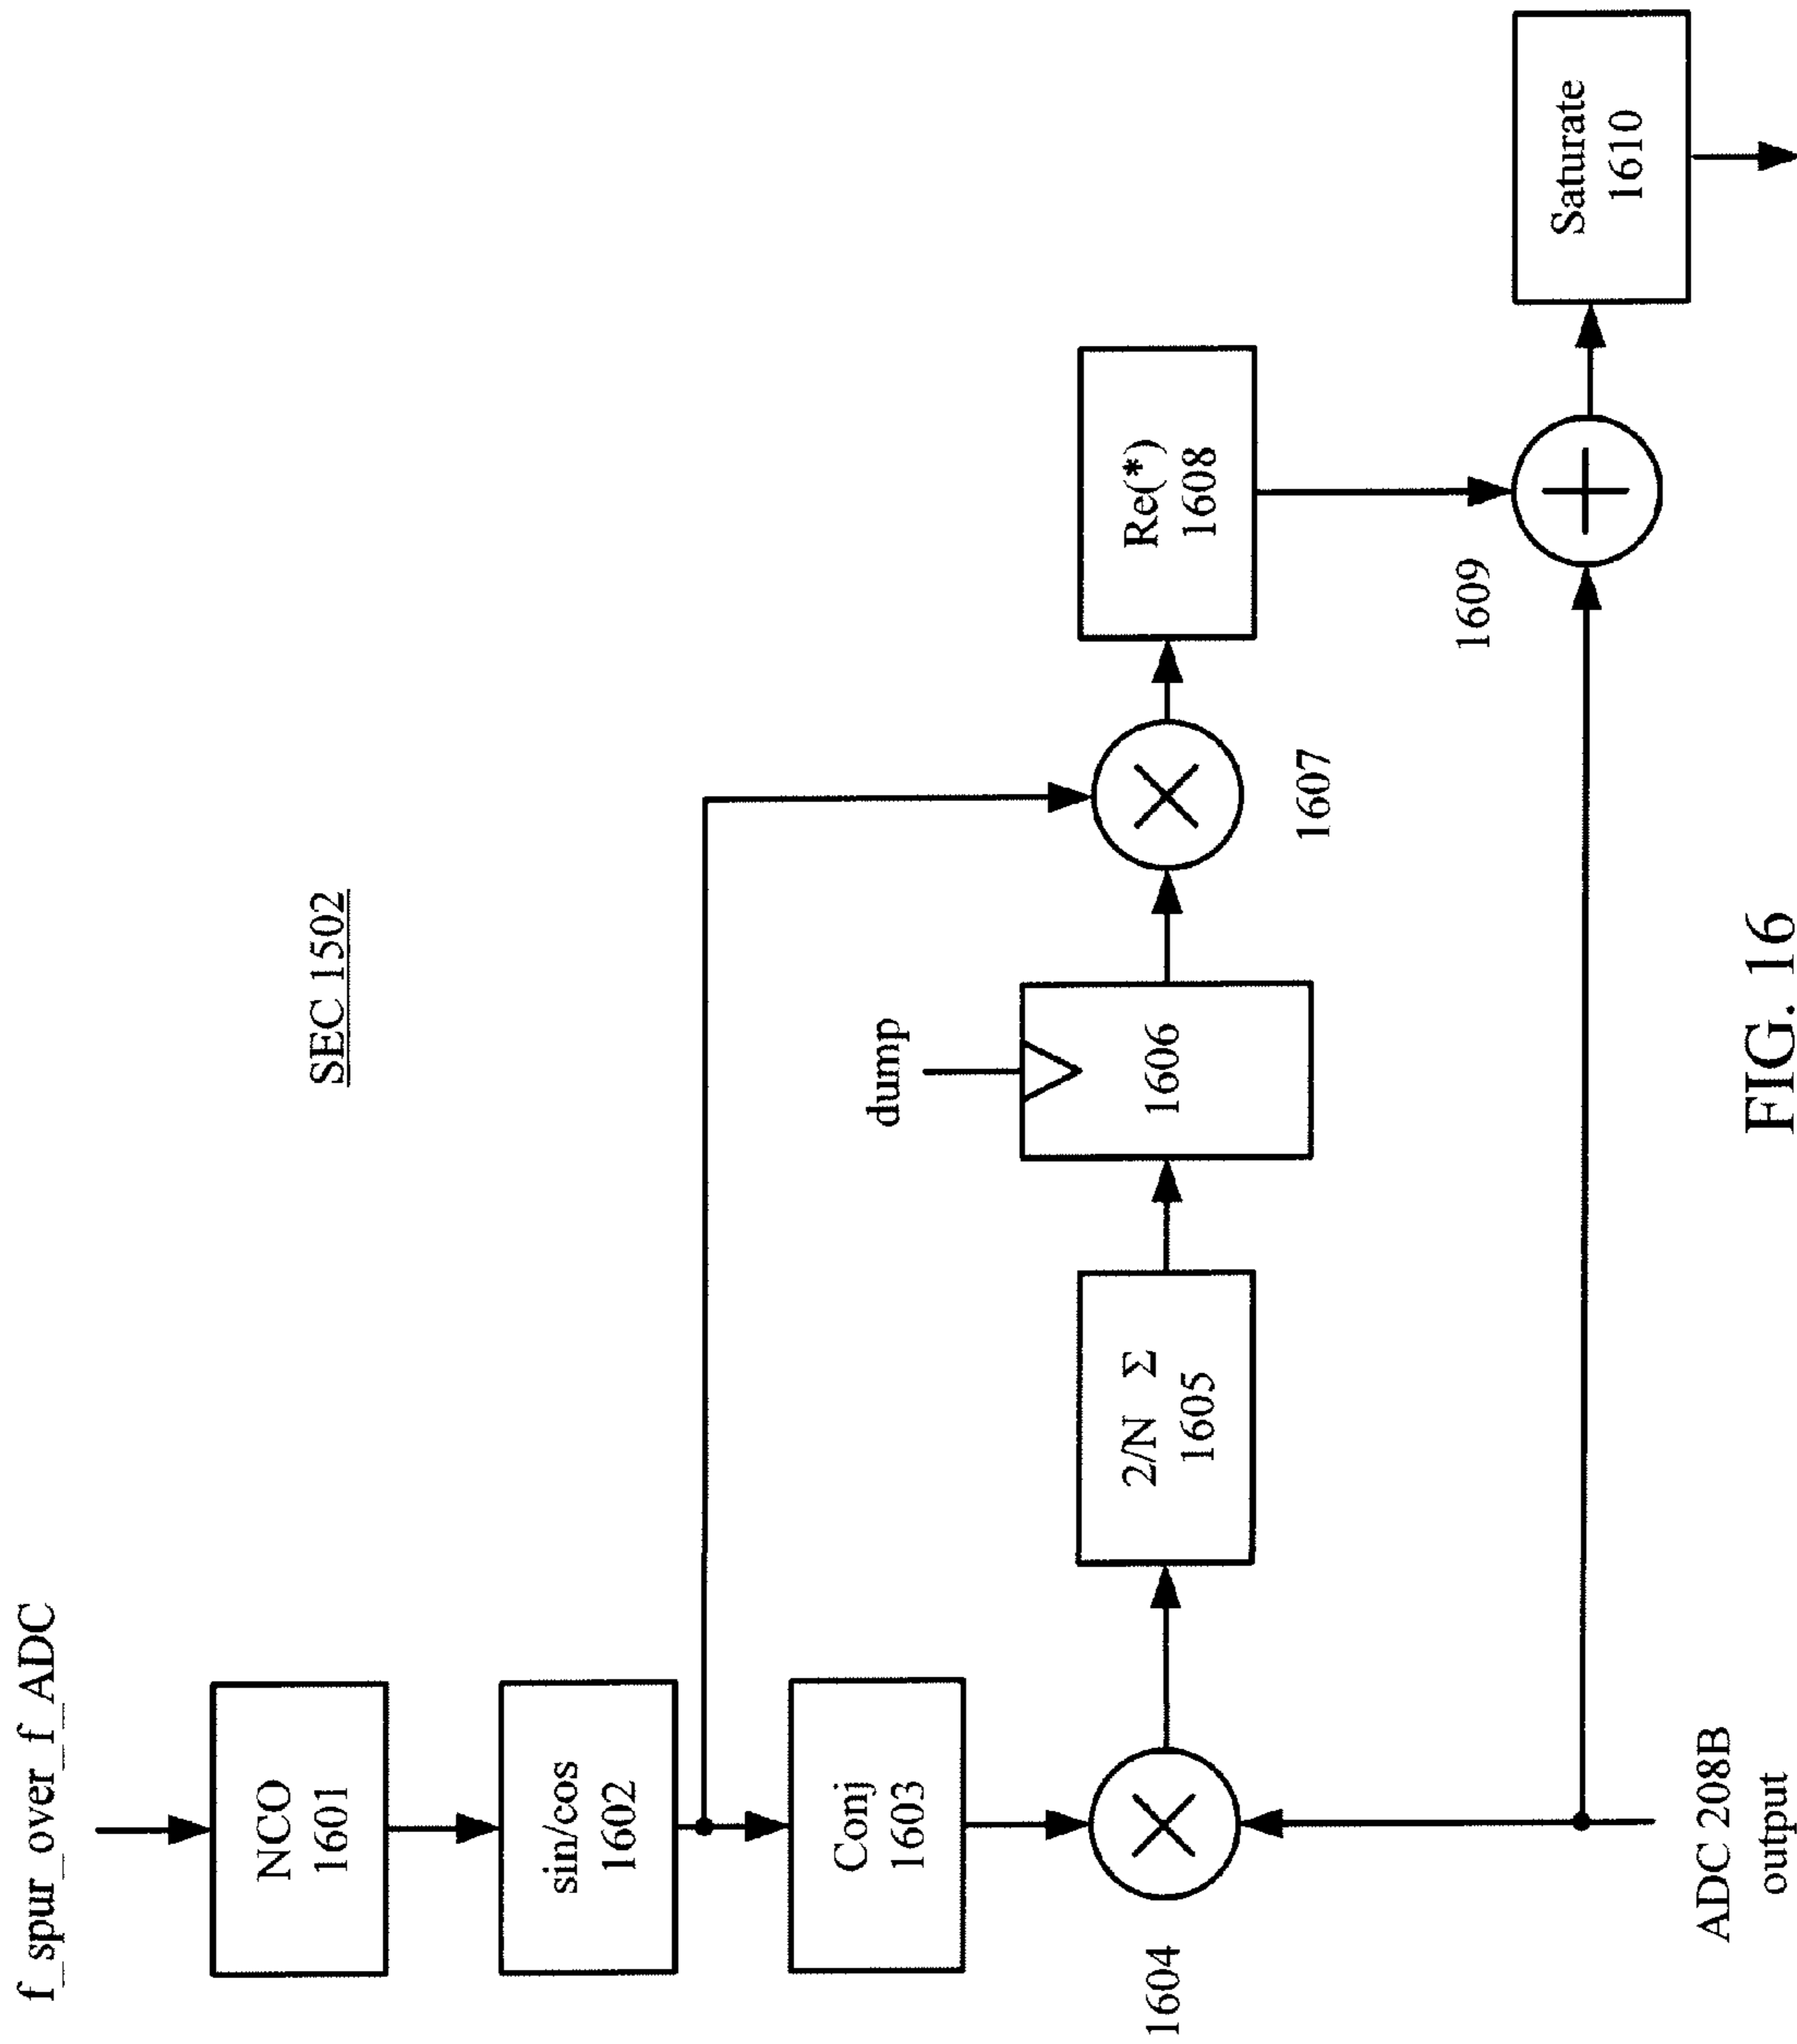 SEC 1502
f_spur_over_f_ADC
NCO
1601
sin/cos
1602
Conj
1603
1604
2/N Σ
1605
dump
1606
1607
Re(*)
1608
1609
Saturate
1610
ADC 208B
output
FIG. 16